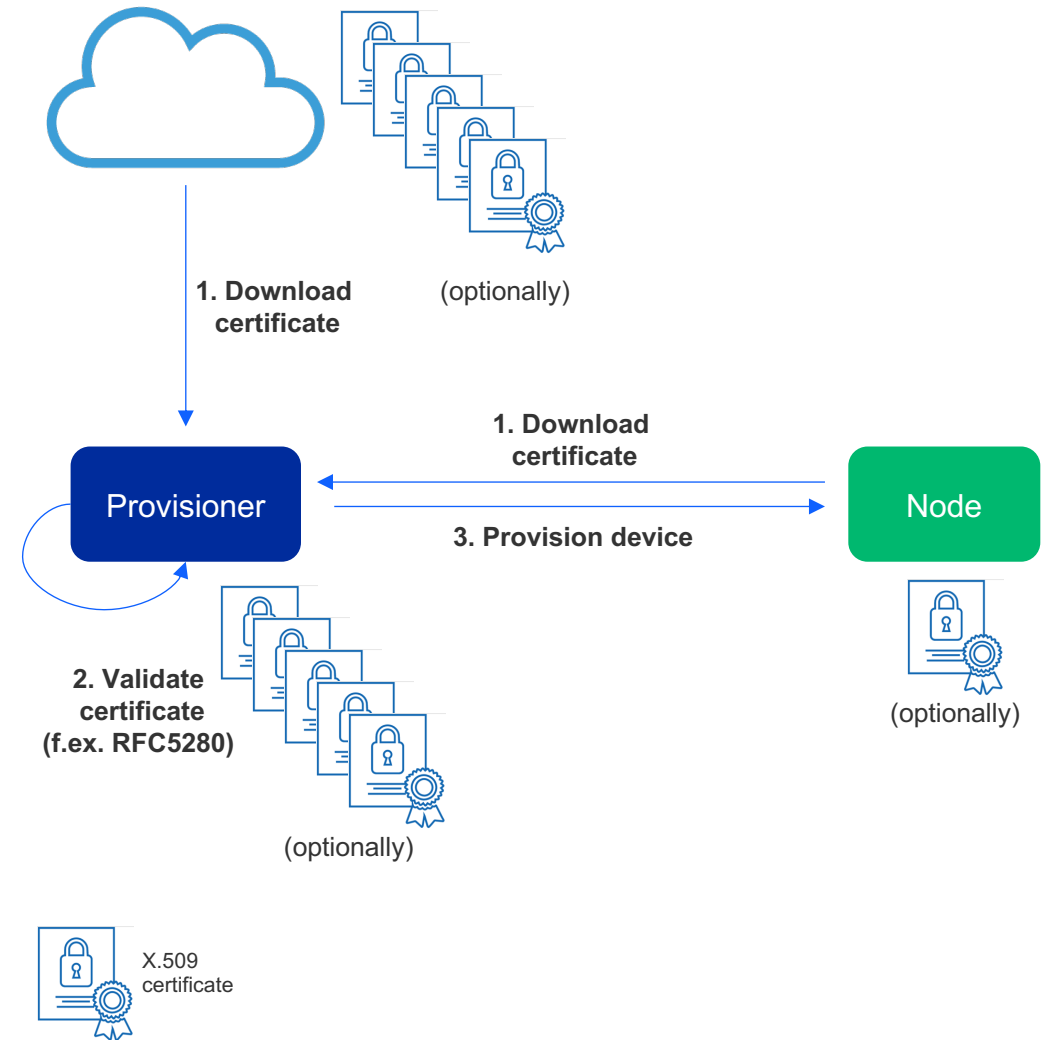 1. Download
certificate
(optionally)
1. Download
certificate
Provisioner
Node
3. Provision device
2. Validate
certificate
(f.ex. RFC5280)
(optionally)
(optionally)
X.509
certificate